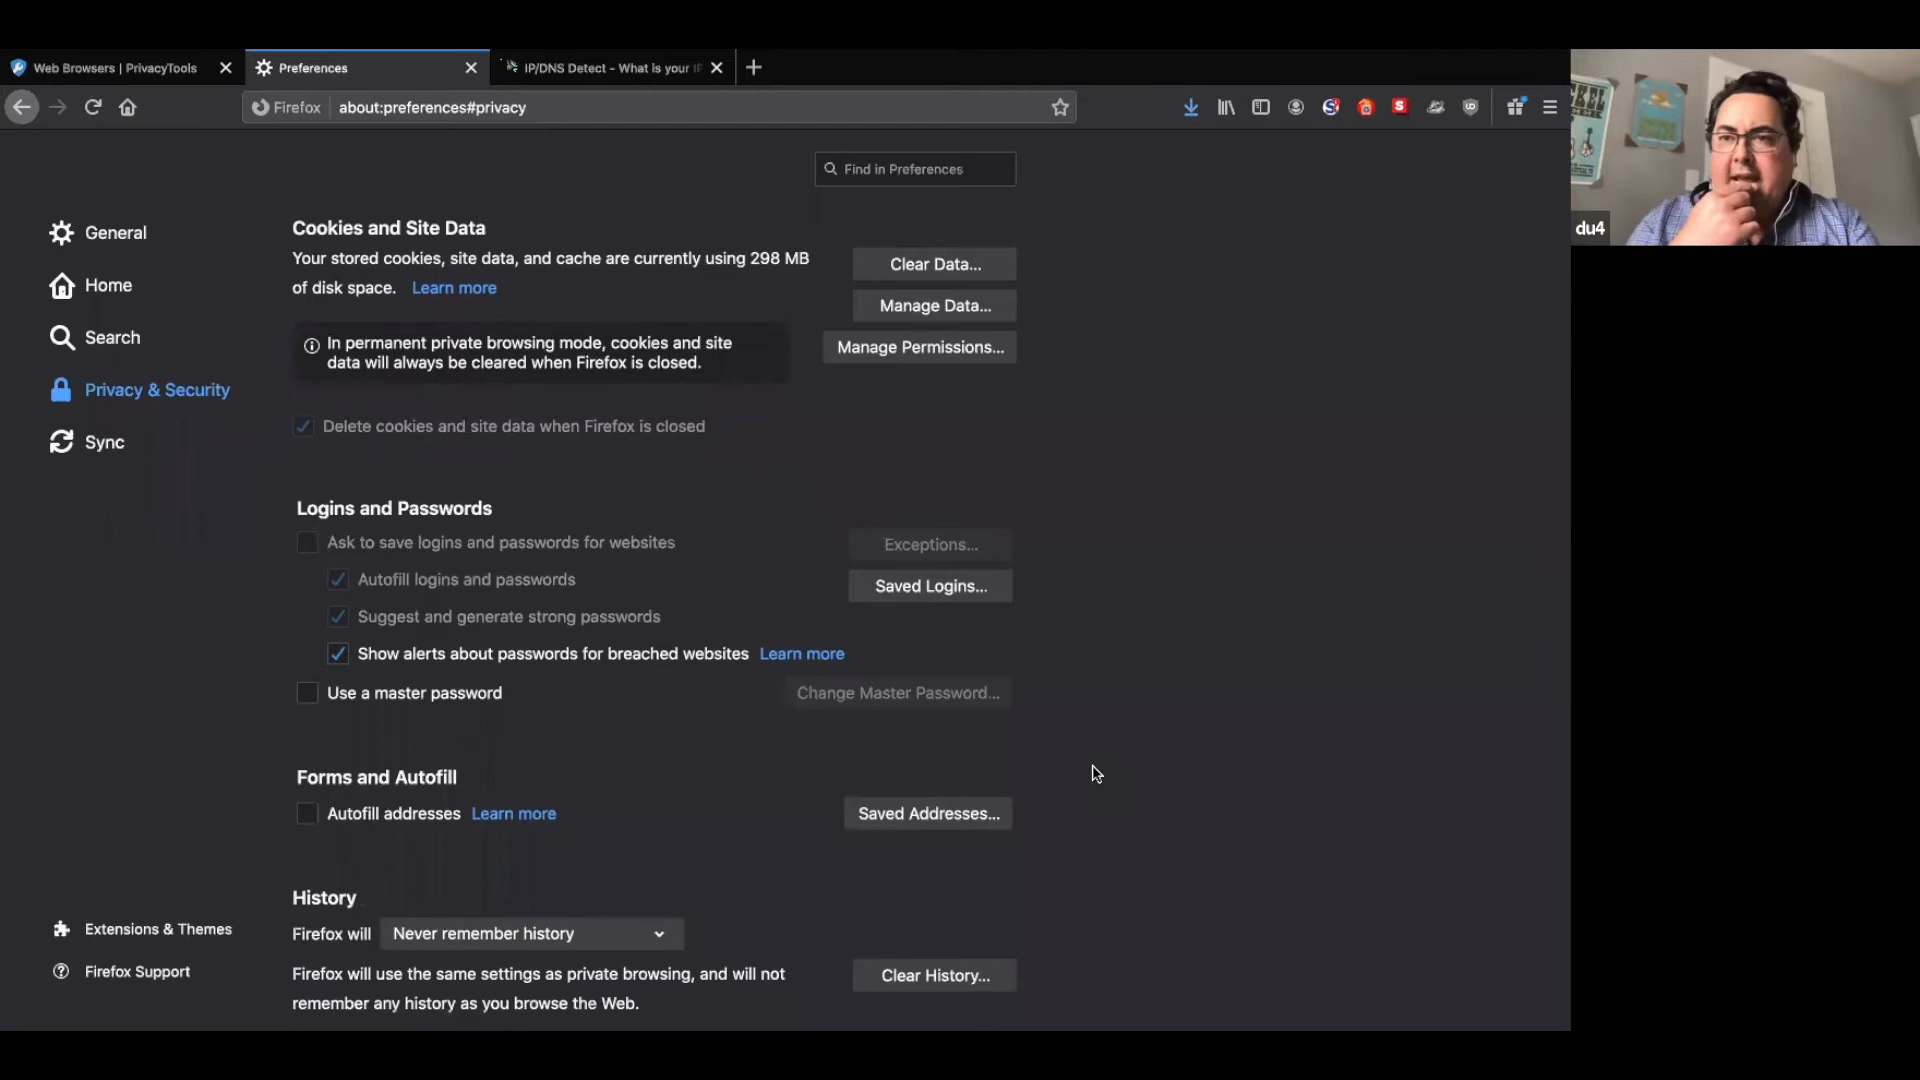 Web Browsers | PrivacyTools
Preferences
IP/DNS Detect - What is your IP
Firefox
about:preferences#privacy
Find in Preferences
General
Home
Search
Privacy & Security
Sync
Extensions & Themes
Firefox Support
Cookies and Site Data
Your stored cookies, site data, and cache are currently using 298 MB
of disk space. Learn more
Clear Data...
Manage Data...
Manage Permissions...
In permanent private browsing mode, cookies and site
data will always be cleared when Firefox is closed.
Delete cookies and site data when Firefox is closed
Logins and Passwords
Ask to save logins and passwords for websites
Exceptions...
Autofill logins and passwords
Saved Logins...
Suggest and generate strong passwords
Show alerts about passwords for breached websites Learn more
Use a master password
Change Master Password...
Forms and Autofill
Autofill addresses Learn more
Saved Addresses...
History
Firefox will Never remember history
Firefox will use the same settings as private browsing, and will not
remember any history as you browse the Web.
Clear History...
du4